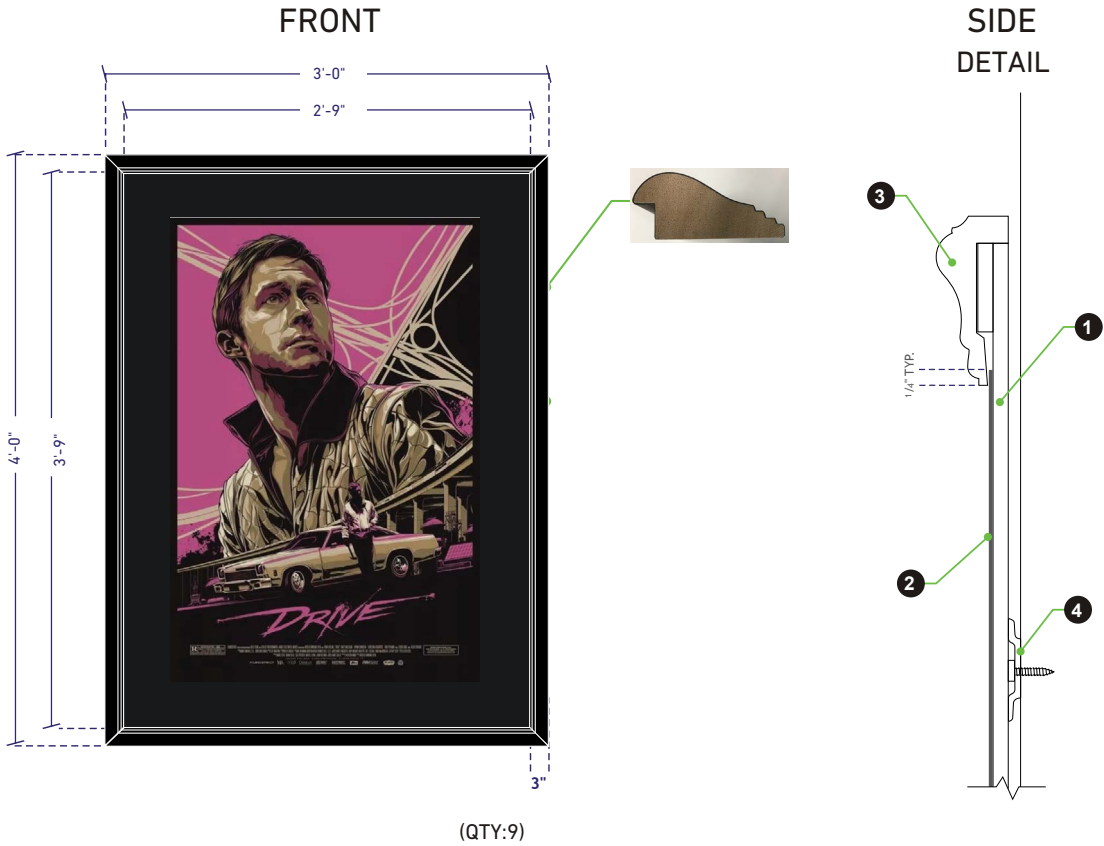 FRONT
3'-0"
2'-9"
4'-0"
3'-9"
DRIVE
3"
(QTY:9)
SIDE
DETAIL
3
1
1/4" TYP.
2
4